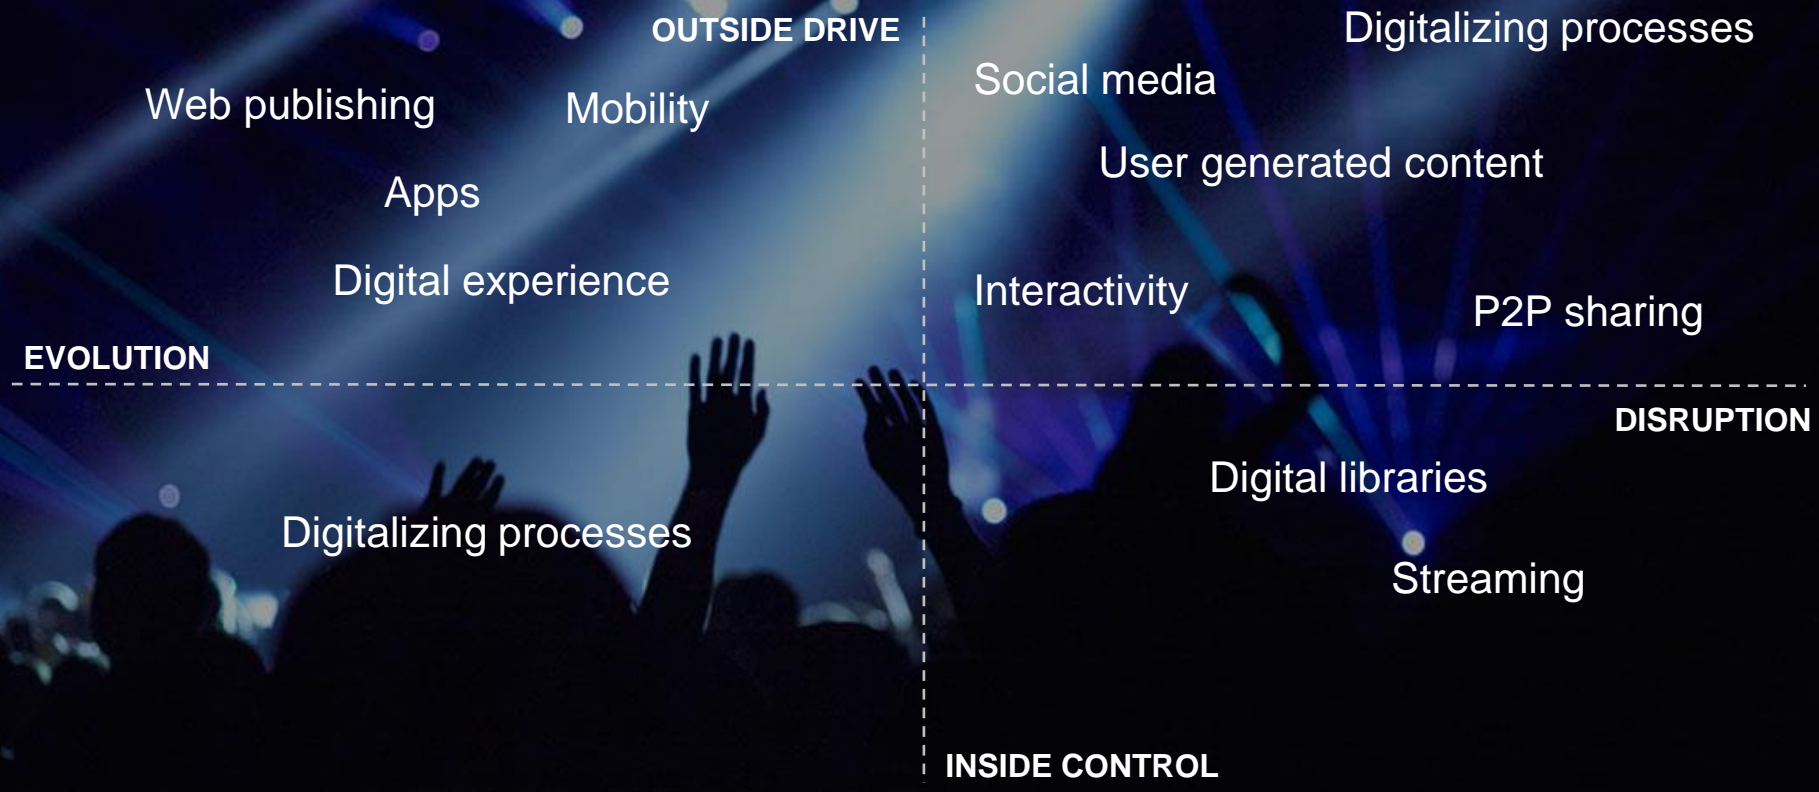 OUTSIDE DRIVE
Digitalizing processes
Social media
Web publishing
Mobility
User generated content
Apps
Digital experience
Interactivity
P2P sharing
EVOLUTION
DISRUPTION
Digital libraries
Digitalizing processes
Streaming
INSIDE CONTROL